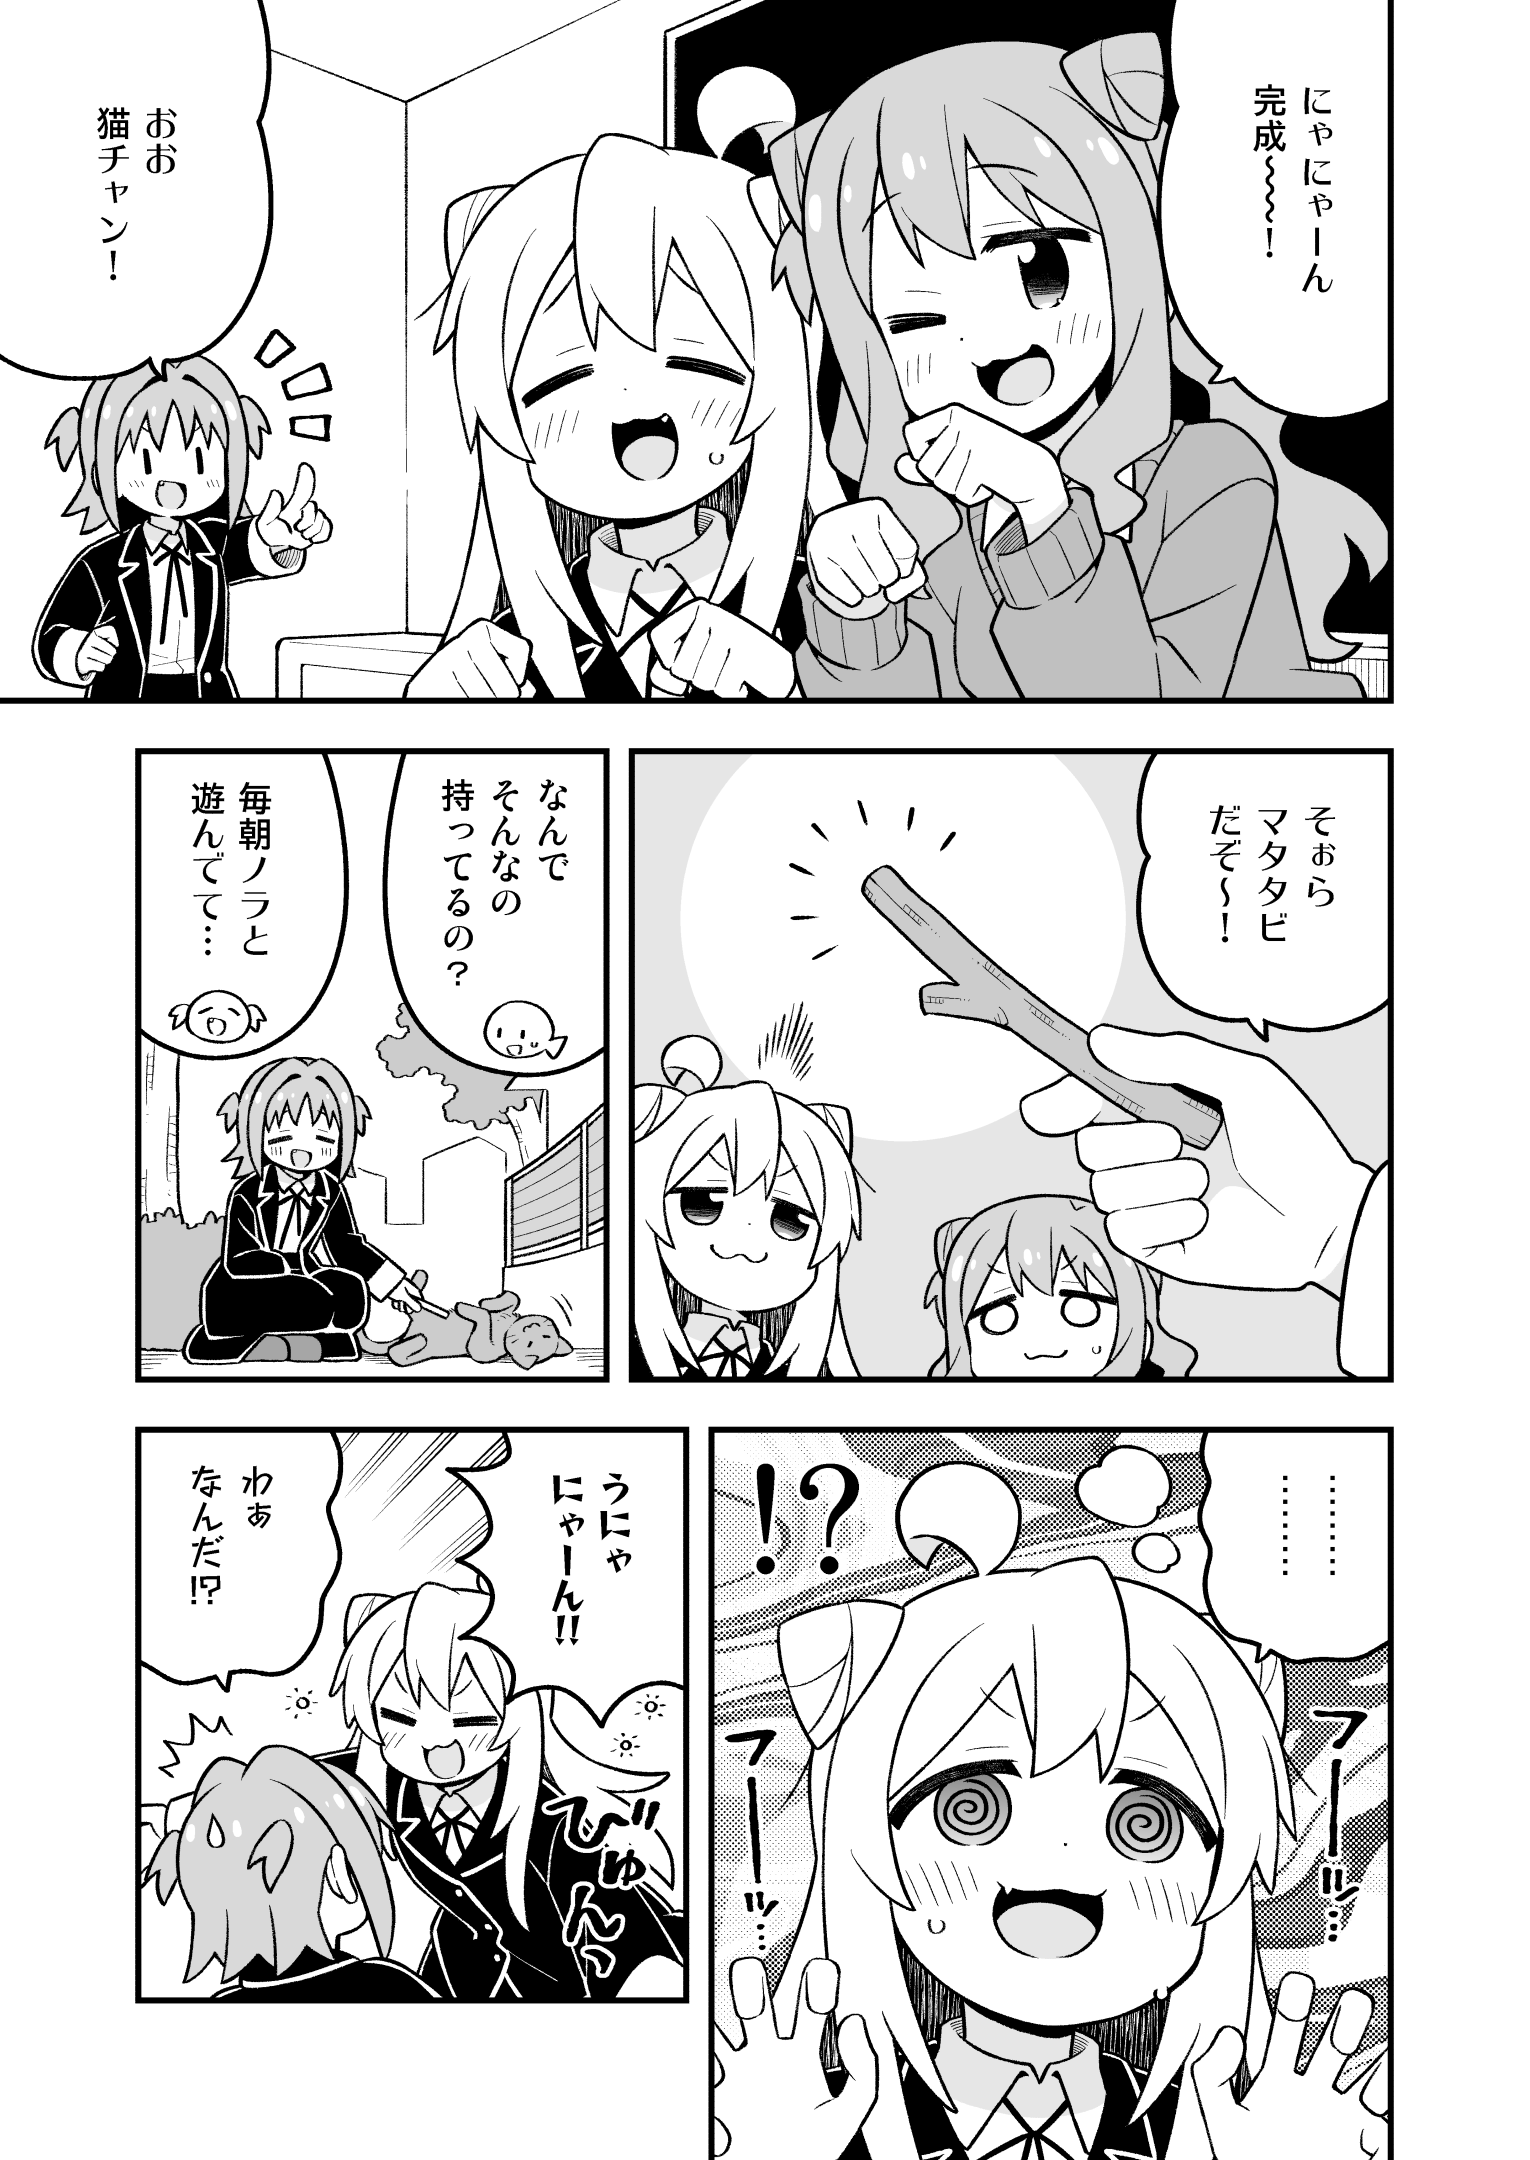 にゃにゃーん
完成～～～！
おお
猫チャン！
そぉら
マタタビ
だぞ～！
なんで
そんなの
持ってるの？
毎朝ノラと
遊んでて…
………
………
！？
フーーッ…
フーーッ…
うにゃ
にゃーん！！
わぁ
なんだ！？
びゅんっ